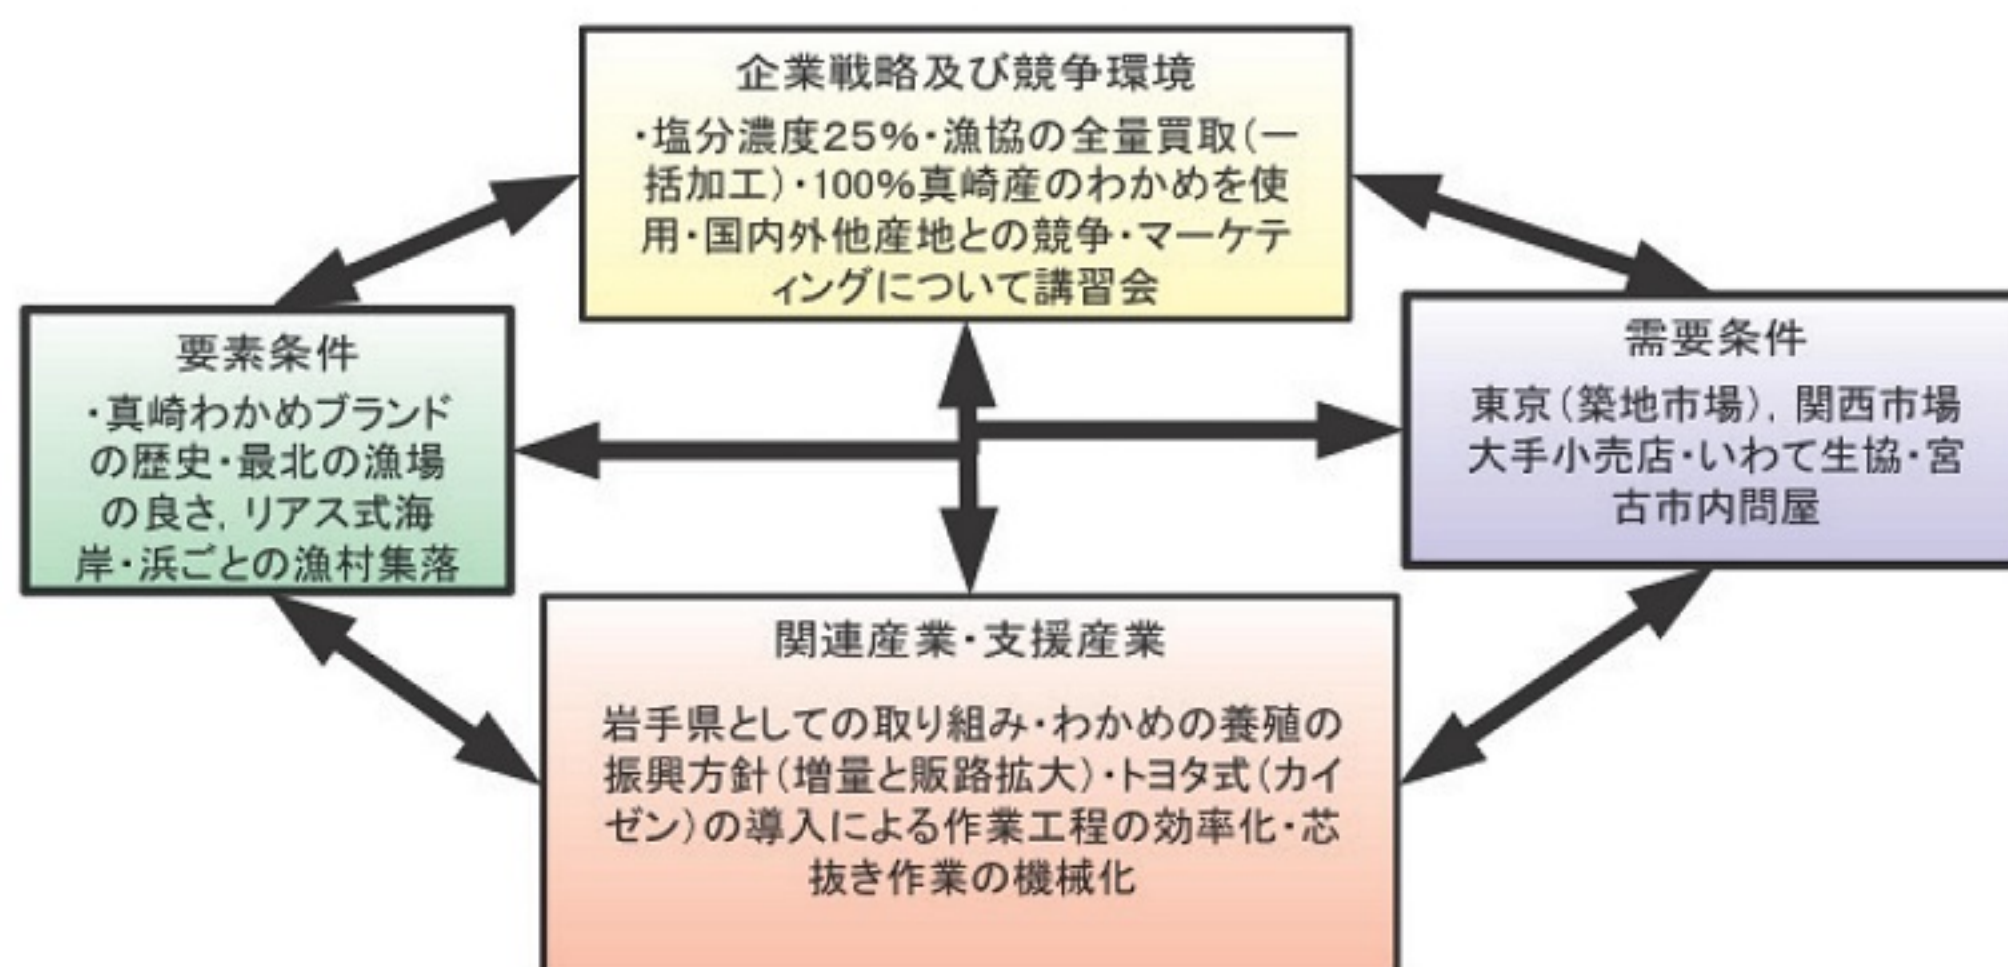 企業戦略及び競争環境
・塩分濃度25%・漁協の全量買取(一
括加工)・100%真崎産のわかめを使
用・国内外他産地との競争・マーケテ
ィングについて講習会
要素条件
・真崎わかめブランド
の歴史・最北の漁場
の良さ, リアス式海
岸・浜ごとの漁村集落
需要条件
東京(築地市場), 関西市場
大手小売店・いわて生協・宮
古市内問屋
関連産業・支援産業
岩手県としての取り組み・わかめの養殖の
振興方針(増量と販路拡大)・トヨタ式(カイ
ゼン)の導入による作業工程の効率化・芯
抜き作業の機械化